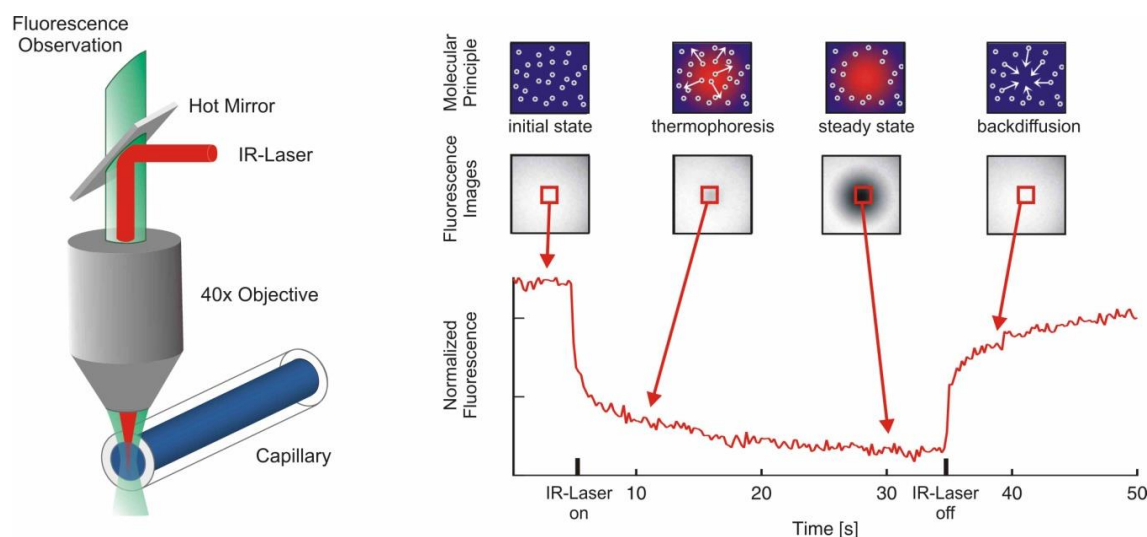 Fluorescence
Observation
Hot Mirror
IR-Laser
40x Objective
Capillary
Molecular
Principle
initial state
thermophoresis
steady state
backdiffusion
Fluorescence
Images
Normalized
Fluorescence
IR-Laser
on
10
20
30
IR-Laser
off
40
50
Time [s]